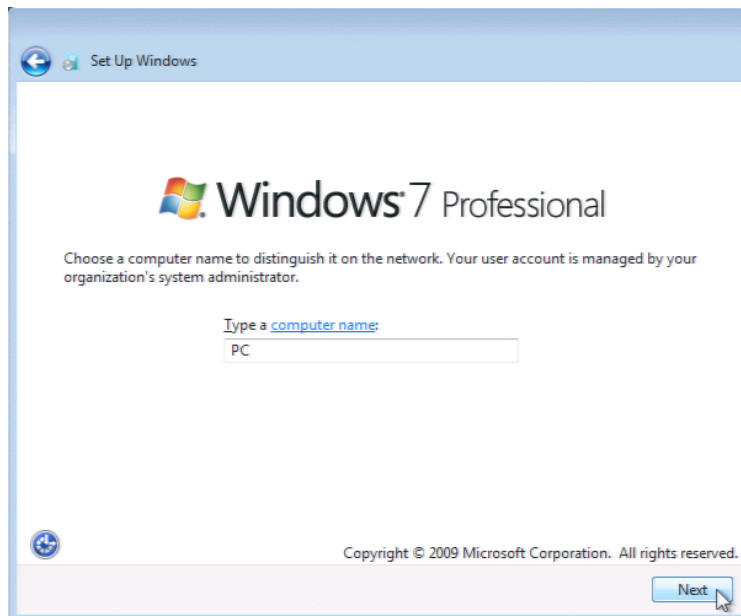 Set Up Windows
Windows 7 Professional
Choose a computer name to distinguish it on the network. Your user account is managed by your
organization's system administrator.
Type a computer name:
PC
Copyright © 2009 Microsoft Corporation. All rights reserved.
Next